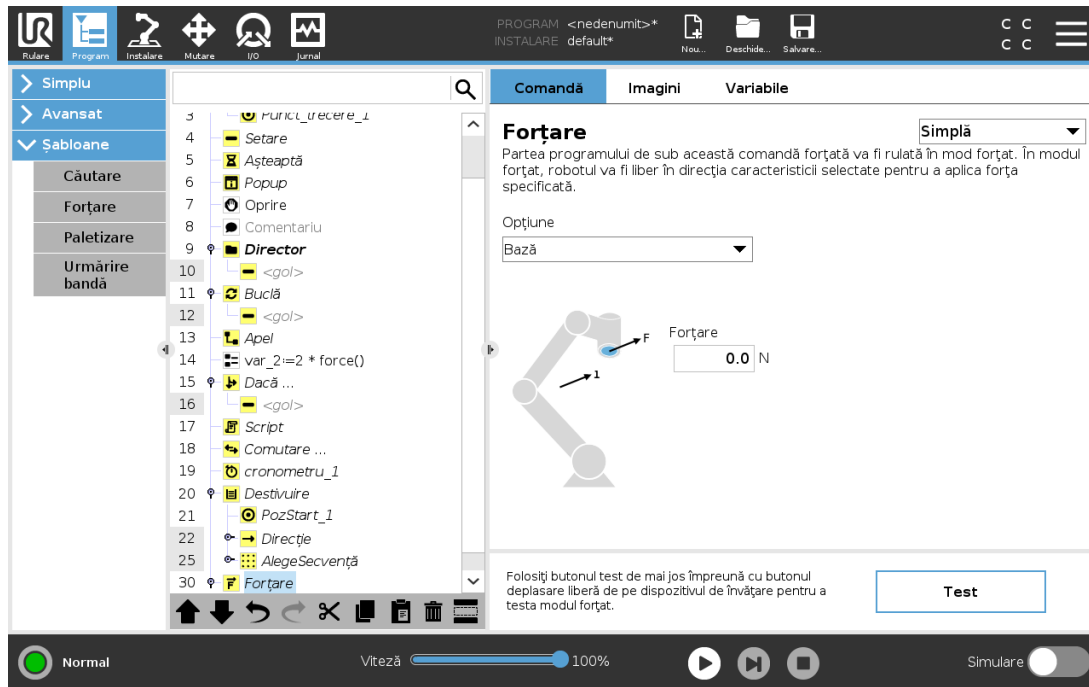 PROGRAM <nedenumit>*
INSTALARE default*
Rulare
Program
Instalare
Mutare
I/O
Jurnal
Nou...
Deschide...
Salvare...
C C
C C
Simplu
Avansat
Șabloane
Căutare
Forțare
Paletizare
Urmărire
bandă
3 Punct_trecere_1
4 Setare
5 Așteaptă
6 Popup
7 Oprire
8 Comentariu
9 Director
10 <gol>
11 Buclă
12 <gol>
13 Apel
14 var_2:=2 * force()
15 Dacă ...
16 <gol>
17 Script
18 Comutare ...
19 cronometru_1
20 Destivuire
21 PozStart_1
22 Direcție
25 AlegeSecvență
30 Forțare
Comandă
Imagini
Variabile
Forțare
Simplă
Partea programului de sub această comandă forțată va fi rulată în mod forțat. În modul
forțat, robotul va fi liber în direcția caracteristicii selectate pentru a aplica forța
specificată.
Opțiune
Bază
F
1
Forțare
0.0 N
Folosiți butonul test de mai jos împreună cu butonul
deplasare liberă de pe dispozitivul de învățare pentru a
testa modul forțat.
Test
Normal
Viteză
100%
Simulare